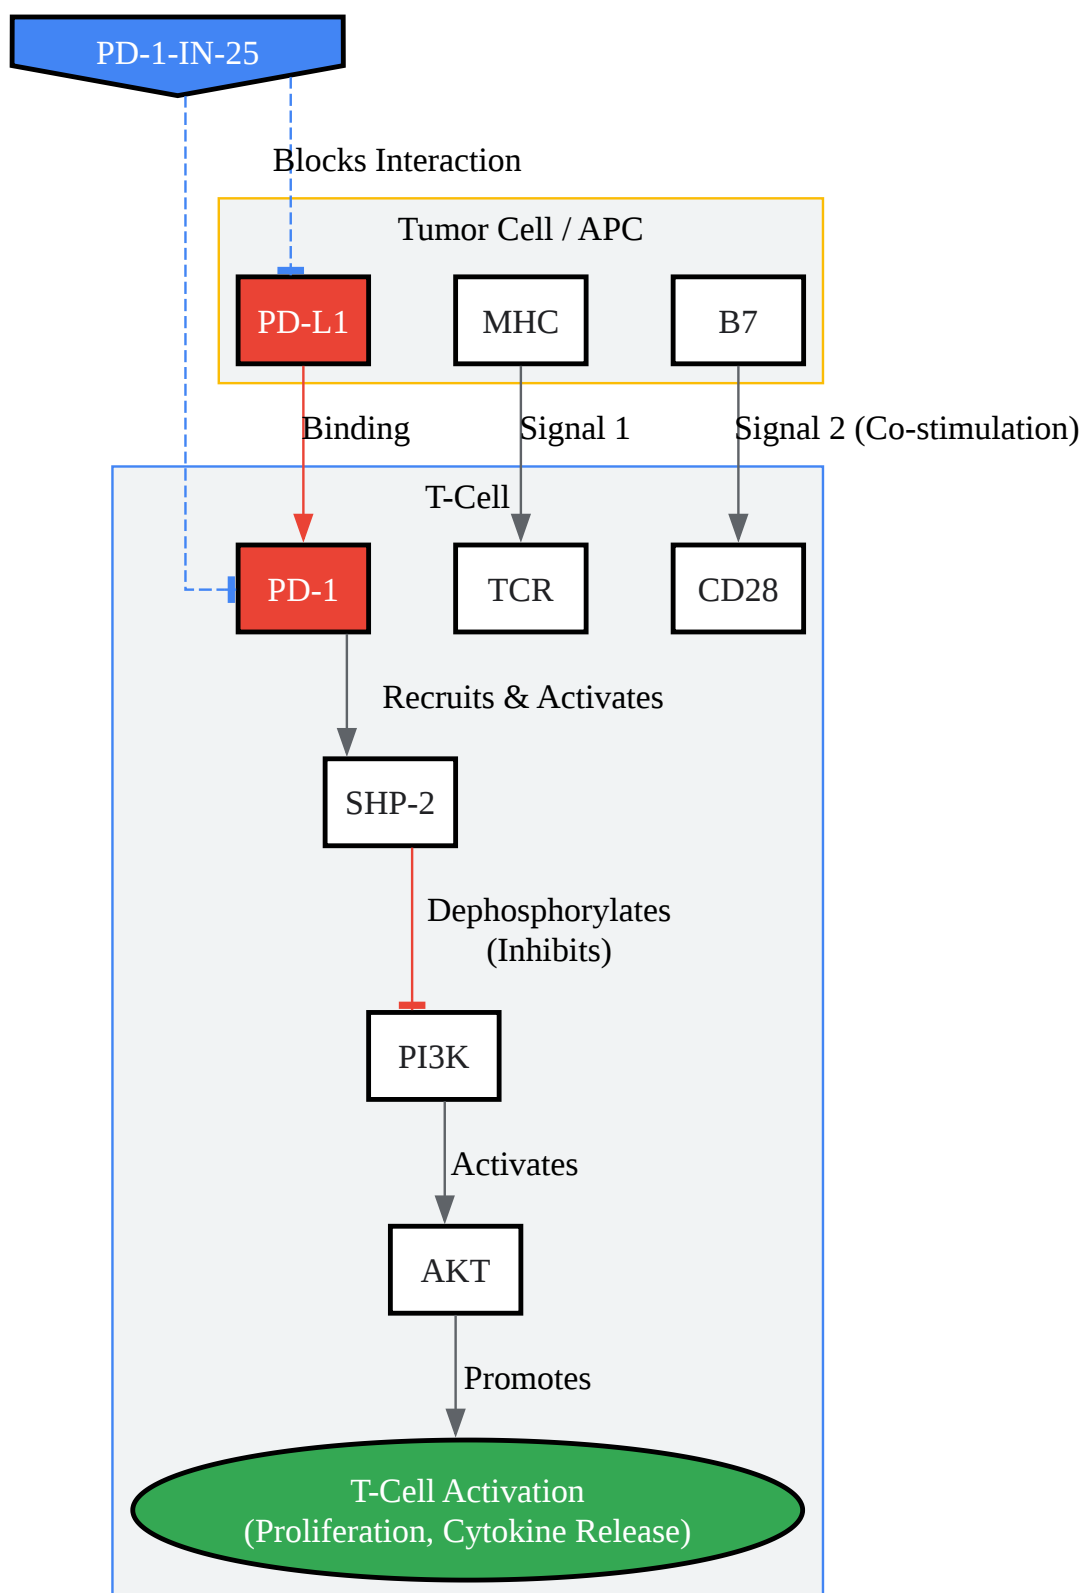 PD-1-IN-25
Blocks Interaction
Tumor Cell / APC
PD-L1
MHC
B7
Binding
Signal 1
Signal 2 (Co-stimulation)
T-Cell
PD-1
TCR
CD28
Recruits & Activates
SHP-2
Dephosphorylates
(Inhibits)
PI3K
Activates
AKT
Promotes
T-Cell Activation
(Proliferation, Cytokine Release)